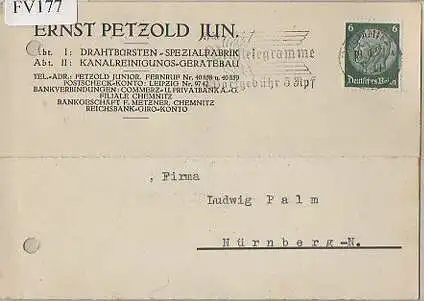 FV177
ERNST PETZOLD JUN.
Abt. I: DRAHTBÜRSTEN-SPEZIALFABRIK
Abt. II: KANALREINIGUNGS-GERÄTEBAU
TEL.-ADR.: PETZOLD JUNIOR. FERNRUF Nr. 40838 u. 40839
POSTSCHECK-KONTO: LEIPZIG Nr. 9742
BANKVERBINDUNGEN: COMMERZ- U. PRIVATBANK A.-G.
FILIALE CHEMNITZ
BANKGESCHÄFT F. METZNER, CHEMNITZ
REICHSBANK-GIRO-KONTO
telegramme
gebühr 5 Rpf
6 6
Deutsches Reich
, Firma
Ludwig Palm
Nürnberg-N.